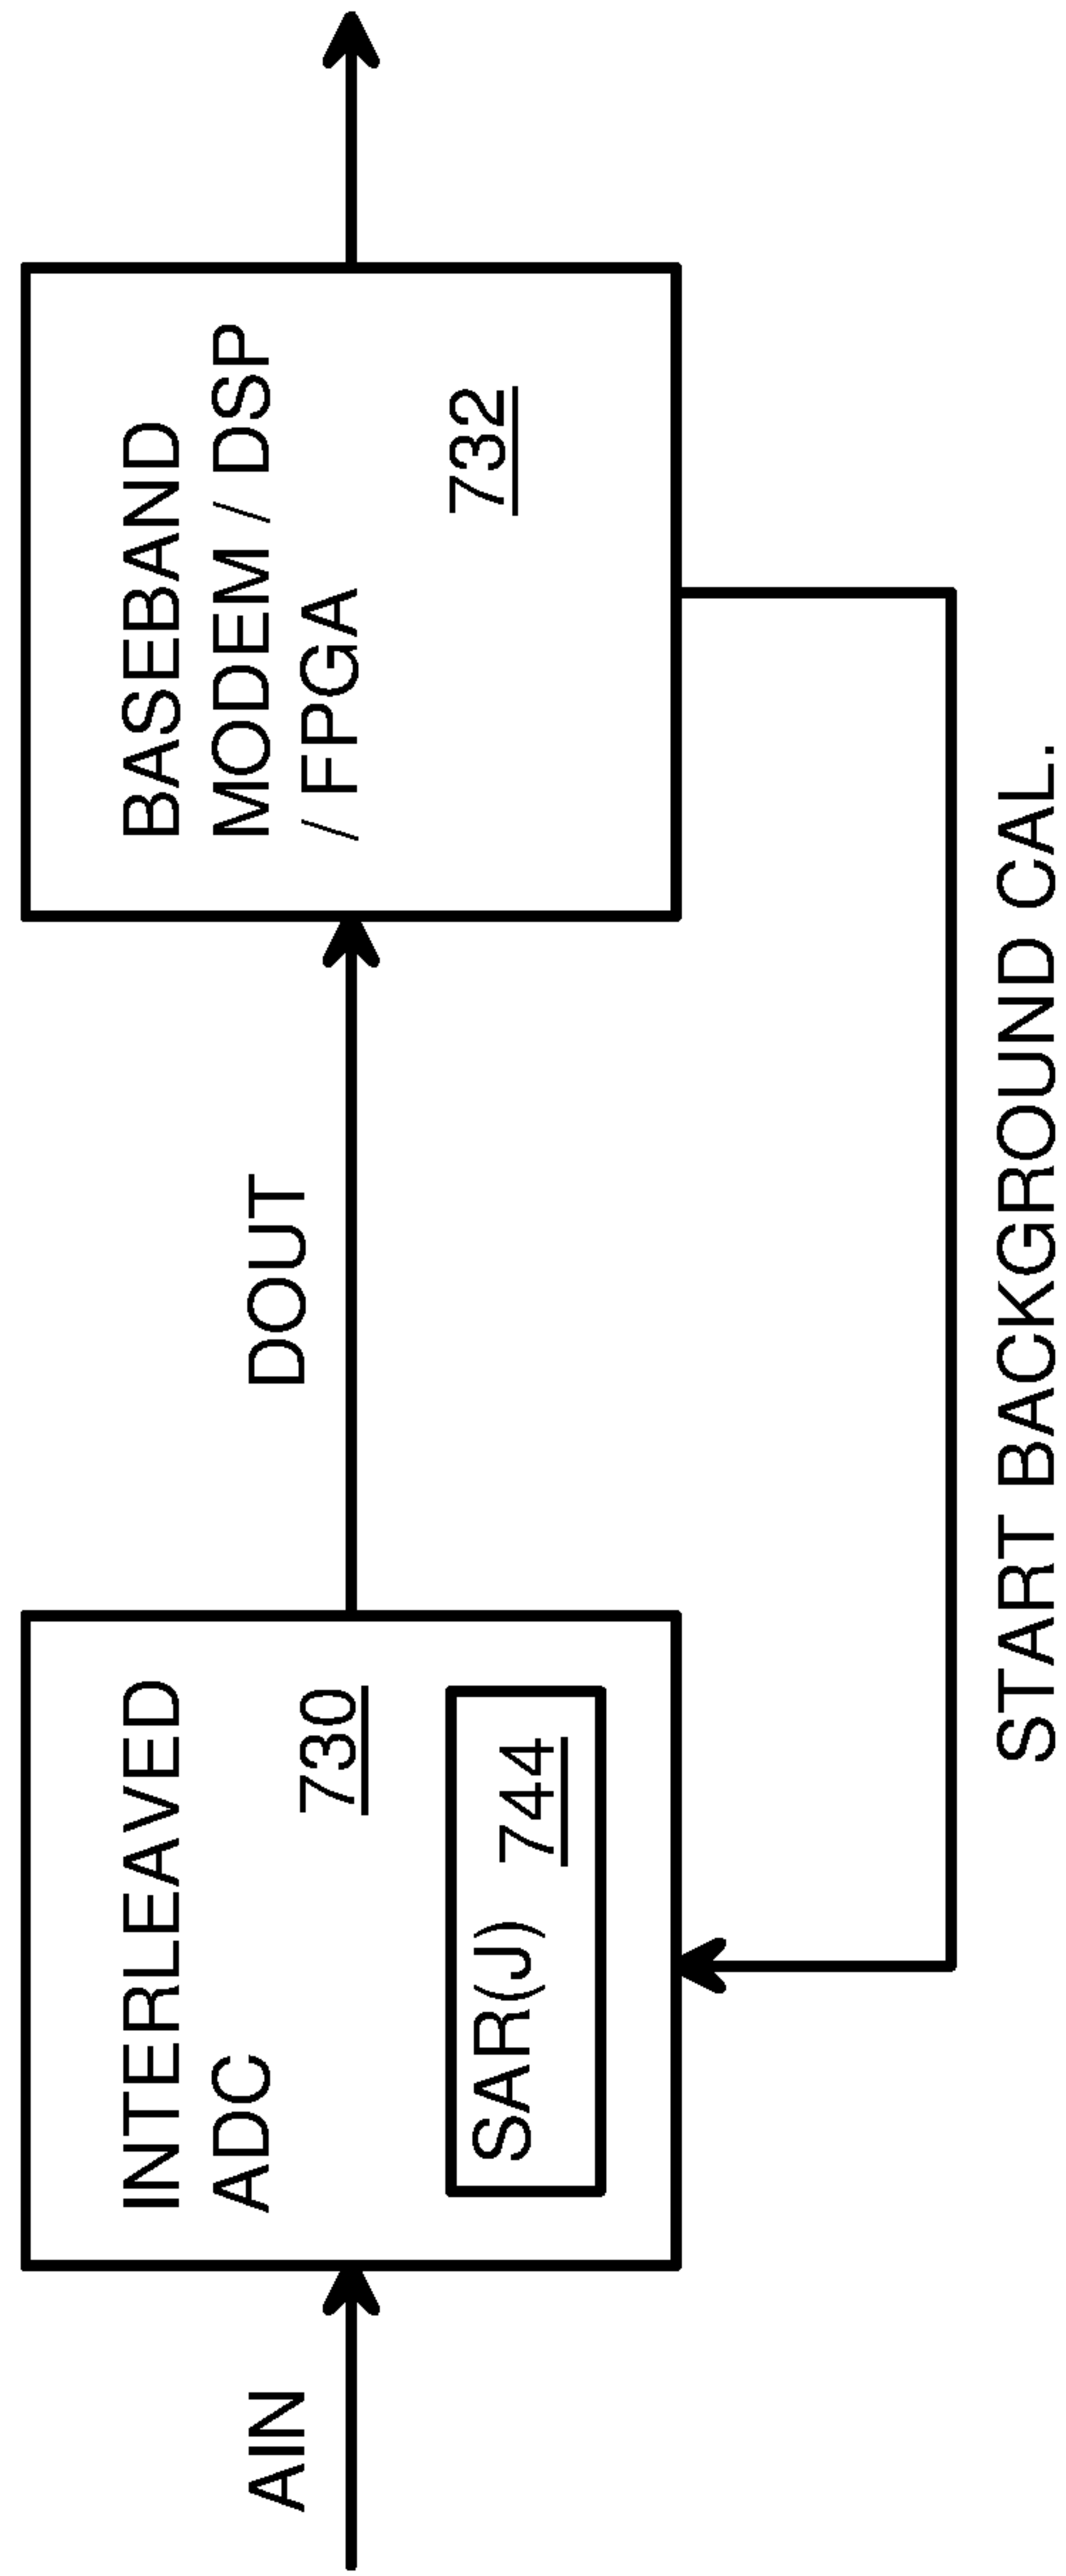 AIN
INTERLEAVED
ADC
730
SAR(J) 744
DOUT
BASEBAND
MODEM / DSP
/ FPGA
732
START BACKGROUND CAL.